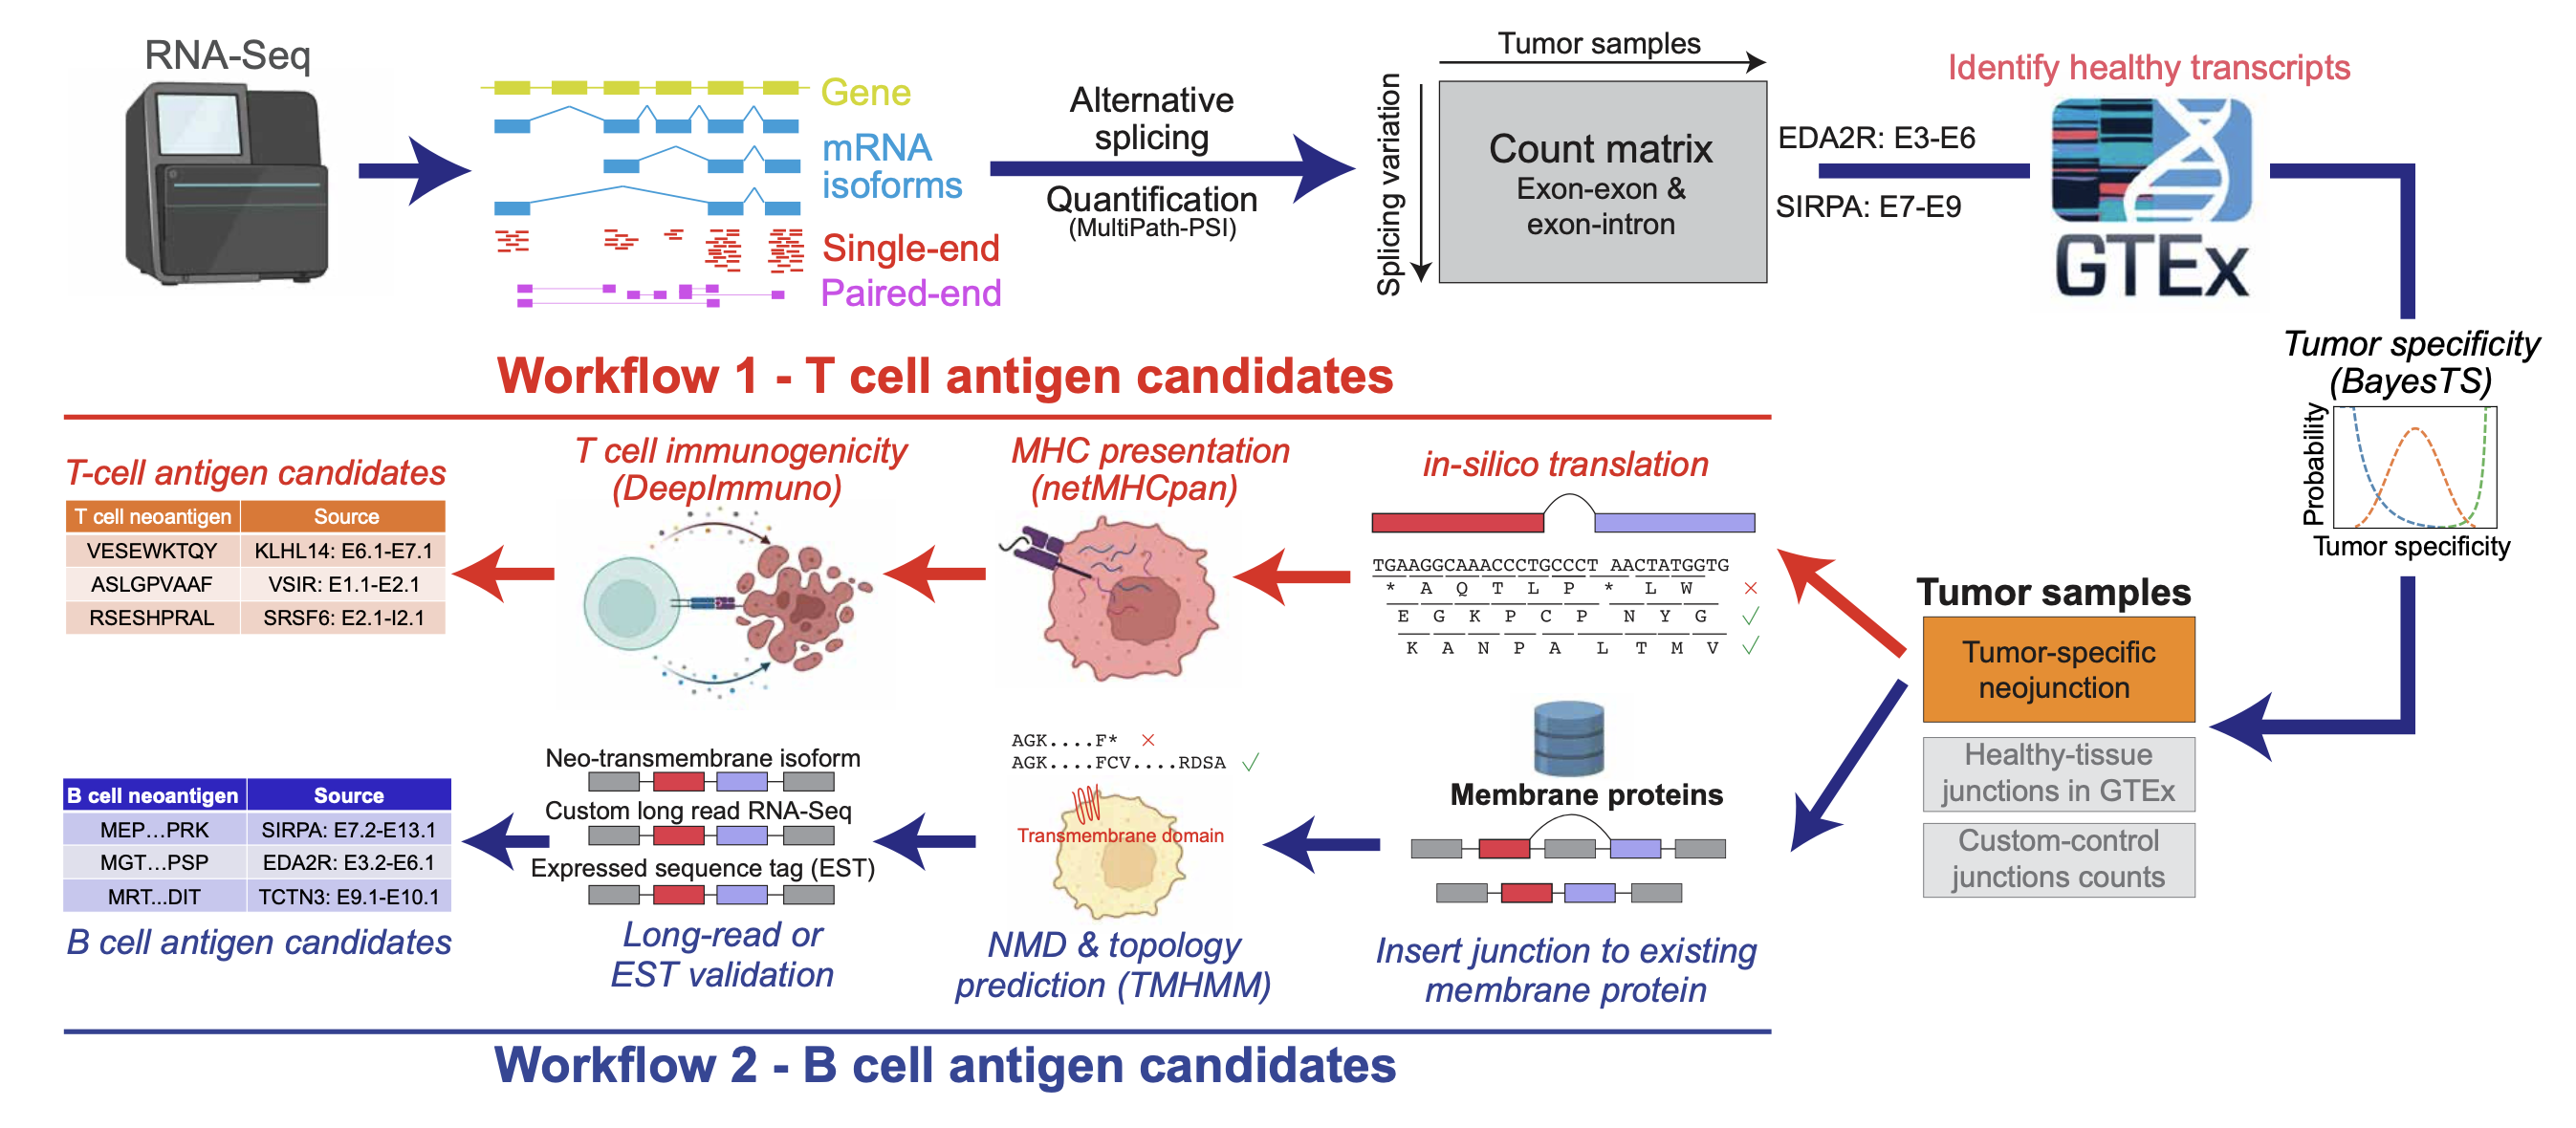 RNA-Seq
Gene
mRNA
isoforms
Single-end
Paired-end
Alternative
splicing
Quantification
(MultiPath-PSI)
Tumor samples
Splicing variation
Count matrix
Exon-exon &
exon-intron
EDA2R: E3-E6
SIRPA: E7-E9
Identify healthy transcripts
GTEx
Tumor specificity
(BayesTS)
Probability
Tumor specificity
Workflow 1 - T cell antigen candidates
Tumor samples
Tumor-specific
neojunction
Healthy-tissue
junctions in GTEx
Custom-control
junctions counts
in-silico translation
TGAAGGCAAACCCTGCCCT AACTATGGTG
* A Q T L P * L W ×
E G K P C P N Y G ✓
K A N P A L T M V ✓
MHC presentation
(netMHCpan)
T cell immunogenicity
(DeepImmuno)
T-cell antigen candidates
T cell neoantigen Source
VESEWKTQY KLHL14: E6.1-E7.1
ASLGPVAAF VSIR: E1.1-E2.1
RSESHPRAL SRSF6: E2.1-I2.1
Membrane proteins
Insert junction to existing
membrane protein
AGK....F* ×
AGK....FCV....RDSA ✓
Transmembrane domain
NMD & topology
prediction (TMHMM)
Neo-transmembrane isoform
Custom long read RNA-Seq
Expressed sequence tag (EST)
Long-read or
EST validation
B cell neoantigen Source
MEP...PRK SIRPA: E7.2-E13.1
MGT...PSP EDA2R: E3.2-E6.1
MRT...DIT TCTN3: E9.1-E10.1
B cell antigen candidates
Workflow 2 - B cell antigen candidates